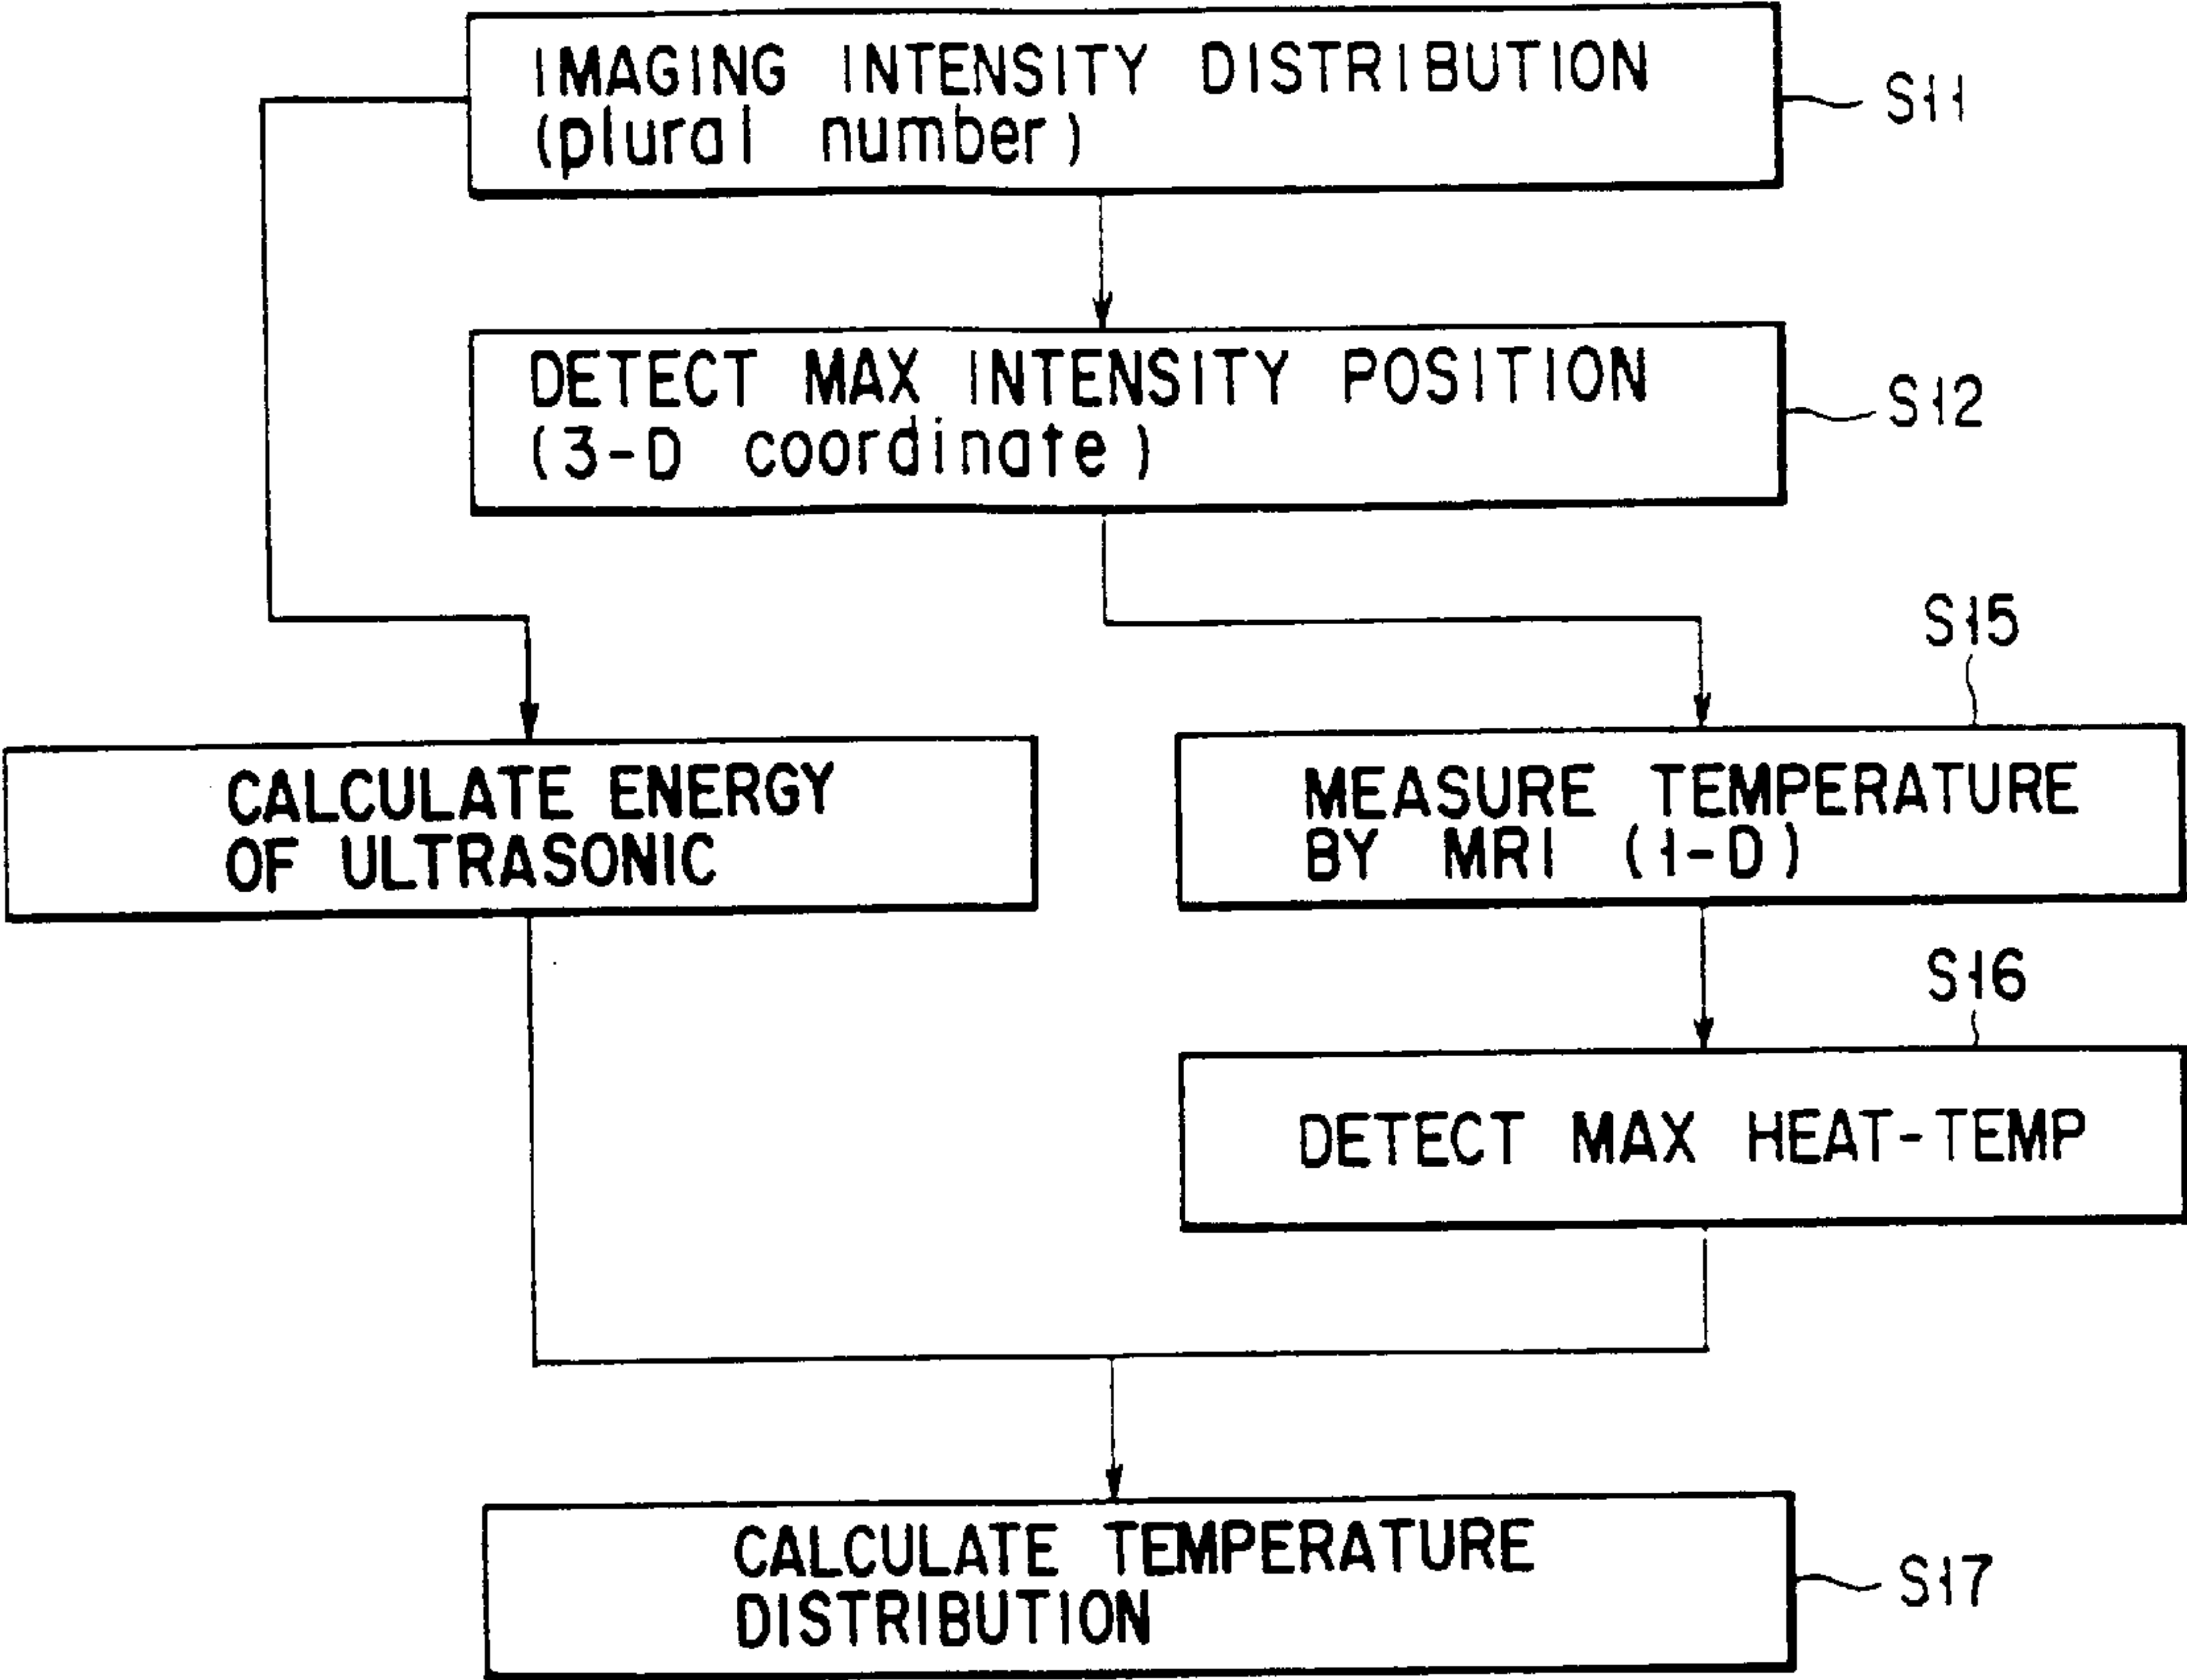 IMAGING INTENSITY DISTRIBUTION
(plural number)
S11
DETECT MAX INTENSITY POSITION
(3-D coordinate)
S12
S15
CALCULATE ENERGY
OF ULTRASONIC
MEASURE TEMPERATURE
BY MRI (1-D)
S16
DETECT MAX HEAT-TEMP
CALCULATE TEMPERATURE
DISTRIBUTION
S17